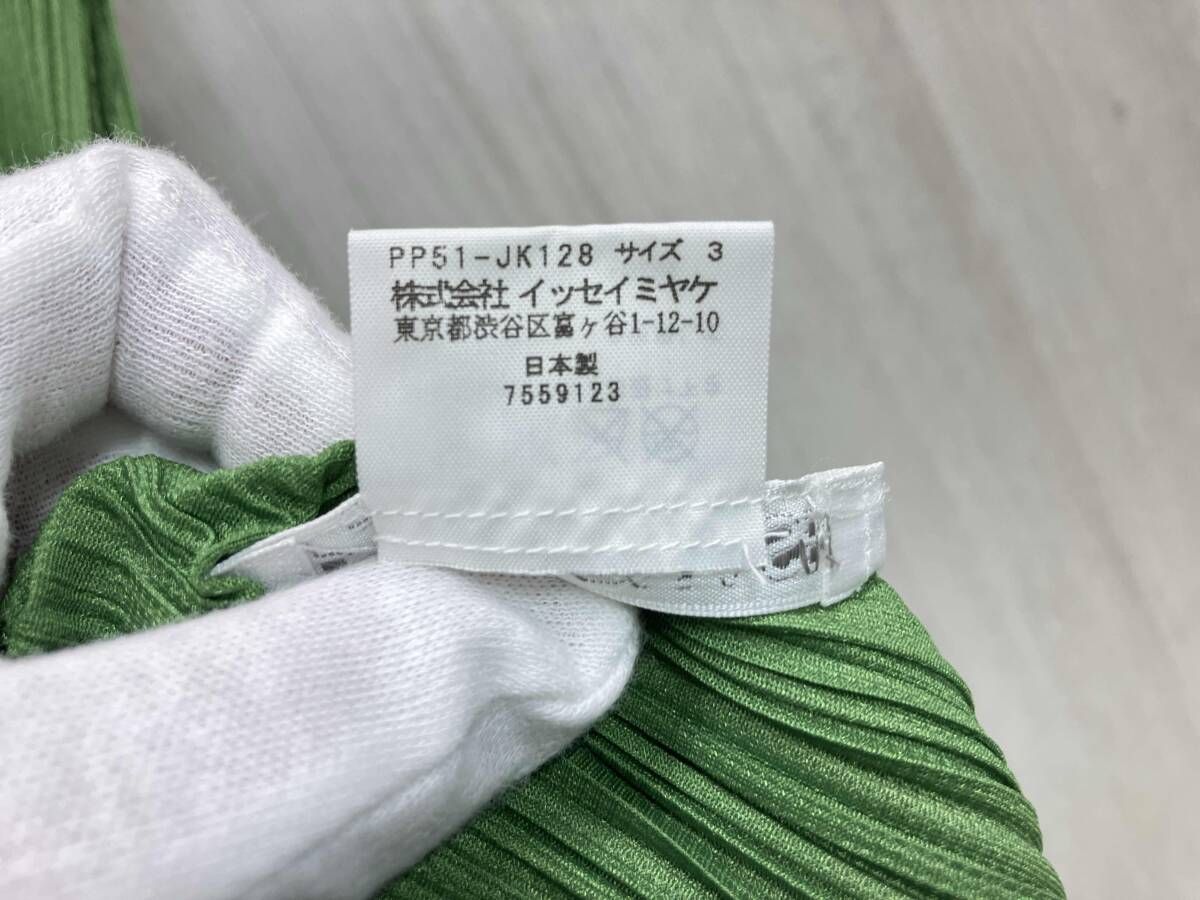 PP51-JK128 サイズ 3
株式会社 イッセイミヤケ
東京都渋谷区富ヶ谷1-12-10
日本製
7559123